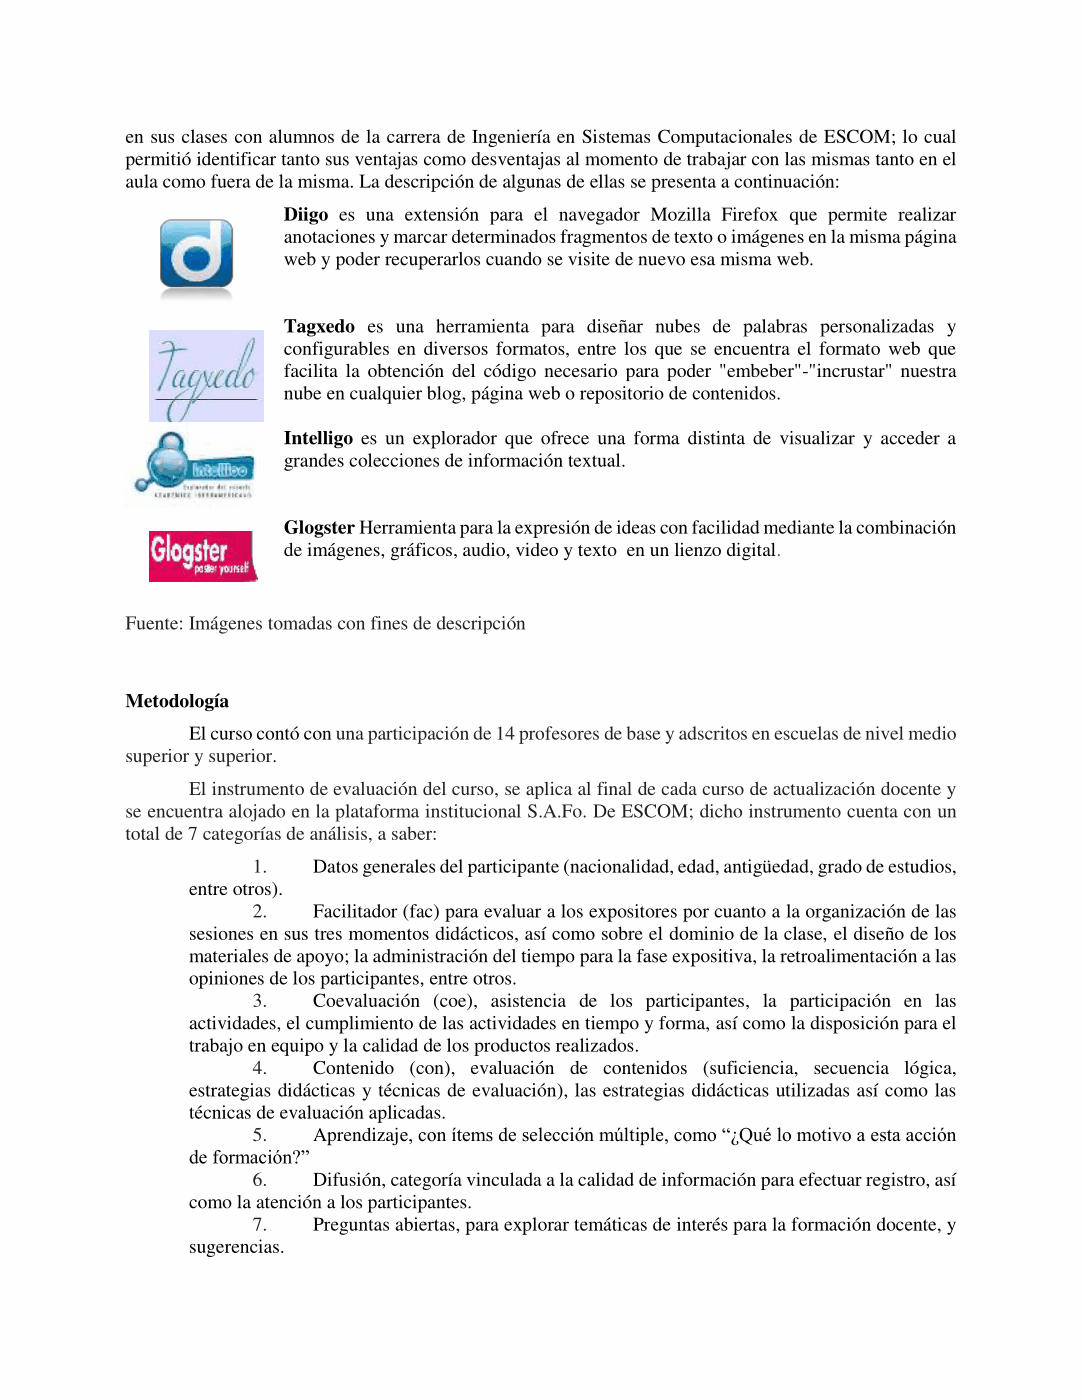 en sus clases con alumnos de la carrera de Ingeniería en Sistemas Computacionales de ESCOM; lo cual
permitió identificar tanto sus ventajas como desventajas al momento de trabajar con las mismas tanto en el
aula como fuera de la misma. La descripción de algunas de ellas se presenta a continuación:
d
Diigo es una extensión para el navegador Mozilla Firefox que permite realizar
anotaciones y marcar determinados fragmentos de texto o imágenes en la misma página
web y poder recuperarlos cuando se visite de nuevo esa misma web.
Tagxedo
Tagxedo es una herramienta para diseñar nubes de palabras personalizadas y
configurables en diversos formatos, entre los que se encuentra el formato web que
facilita la obtención del código necesario para poder "embeber"-"incrustar" nuestra
nube en cualquier blog, página web o repositorio de contenidos.
Intelligo
Explorador del mundo
ACADÉMICO IBEROAMERICANO
Intelligo es un explorador que ofrece una forma distinta de visualizar y acceder a
grandes colecciones de información textual.
Glogster
poster yourself
Glogster Herramienta para la expresión de ideas con facilidad mediante la combinación
de imágenes, gráficos, audio, video y texto en un lienzo digital.
Fuente: Imágenes tomadas con fines de descripción
Metodología
El curso contó con una participación de 14 profesores de base y adscritos en escuelas de nivel medio
superior y superior.
El instrumento de evaluación del curso, se aplica al final de cada curso de actualización docente y
se encuentra alojado en la plataforma institucional S.A.Fo. De ESCOM; dicho instrumento cuenta con un
total de 7 categorías de análisis, a saber:
1. Datos generales del participante (nacionalidad, edad, antigüedad, grado de estudios,
entre otros).
2. Facilitador (fac) para evaluar a los expositores por cuanto a la organización de las
sesiones en sus tres momentos didácticos, así como sobre el dominio de la clase, el diseño de los
materiales de apoyo; la administración del tiempo para la fase expositiva, la retroalimentación a las
opiniones de los participantes, entre otros.
3. Coevaluación (coe), asistencia de los participantes, la participación en las
actividades, el cumplimiento de las actividades en tiempo y forma, así como la disposición para el
trabajo en equipo y la calidad de los productos realizados.
4. Contenido (con), evaluación de contenidos (suficiencia, secuencia lógica,
estrategias didácticas y técnicas de evaluación), las estrategias didácticas utilizadas así como las
técnicas de evaluación aplicadas.
5. Aprendizaje, con ítems de selección múltiple, como “¿Qué lo motivo a esta acción
de formación?”
6. Difusión, categoría vinculada a la calidad de información para efectuar registro, así
como la atención a los participantes.
7. Preguntas abiertas, para explorar temáticas de interés para la formación docente, y
sugerencias.